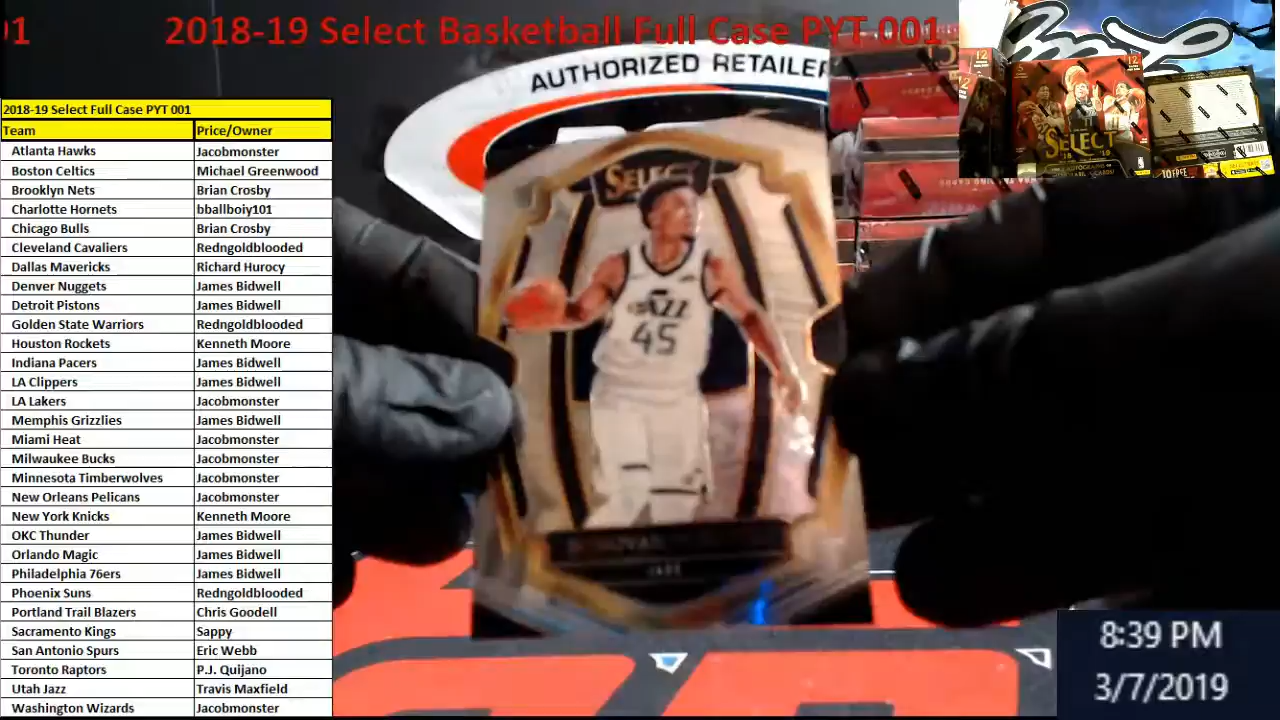 01
2018-19 Select Basketball Full Case PYT 001
AUTHORIZED RETAILER
2018-19 Select Full Case PYT 001
Team Price/Owner
Atlanta Hawks Jacobmonster
Boston Celtics Michael Greenwood
Brooklyn Nets Brian Crosby
Charlotte Hornets bballboiy101
Chicago Bulls Brian Crosby
Cleveland Cavaliers Redngoldblooded
Dallas Mavericks Richard Hurocy
Denver Nuggets James Bidwell
Detroit Pistons James Bidwell
Golden State Warriors Redngoldblooded
Houston Rockets Kenneth Moore
Indiana Pacers James Bidwell
LA Clippers James Bidwell
LA Lakers Jacobmonster
Memphis Grizzlies James Bidwell
Miami Heat Jacobmonster
Milwaukee Bucks Jacobmonster
Minnesota Timberwolves Jacobmonster
New Orleans Pelicans Jacobmonster
New York Knicks Kenneth Moore
OKC Thunder James Bidwell
Orlando Magic James Bidwell
Philadelphia 76ers James Bidwell
Phoenix Suns Redngoldblooded
Portland Trail Blazers Chris Goodell
Sacramento Kings Sappy
San Antonio Spurs Eric Webb
Toronto Raptors P.J. Quijano
Utah Jazz Travis Maxfield
Washington Wizards Jacobmonster
SELECT
JAZZ
45
JAZZ
SELECT
12
12
8:39 PM
3/7/2019